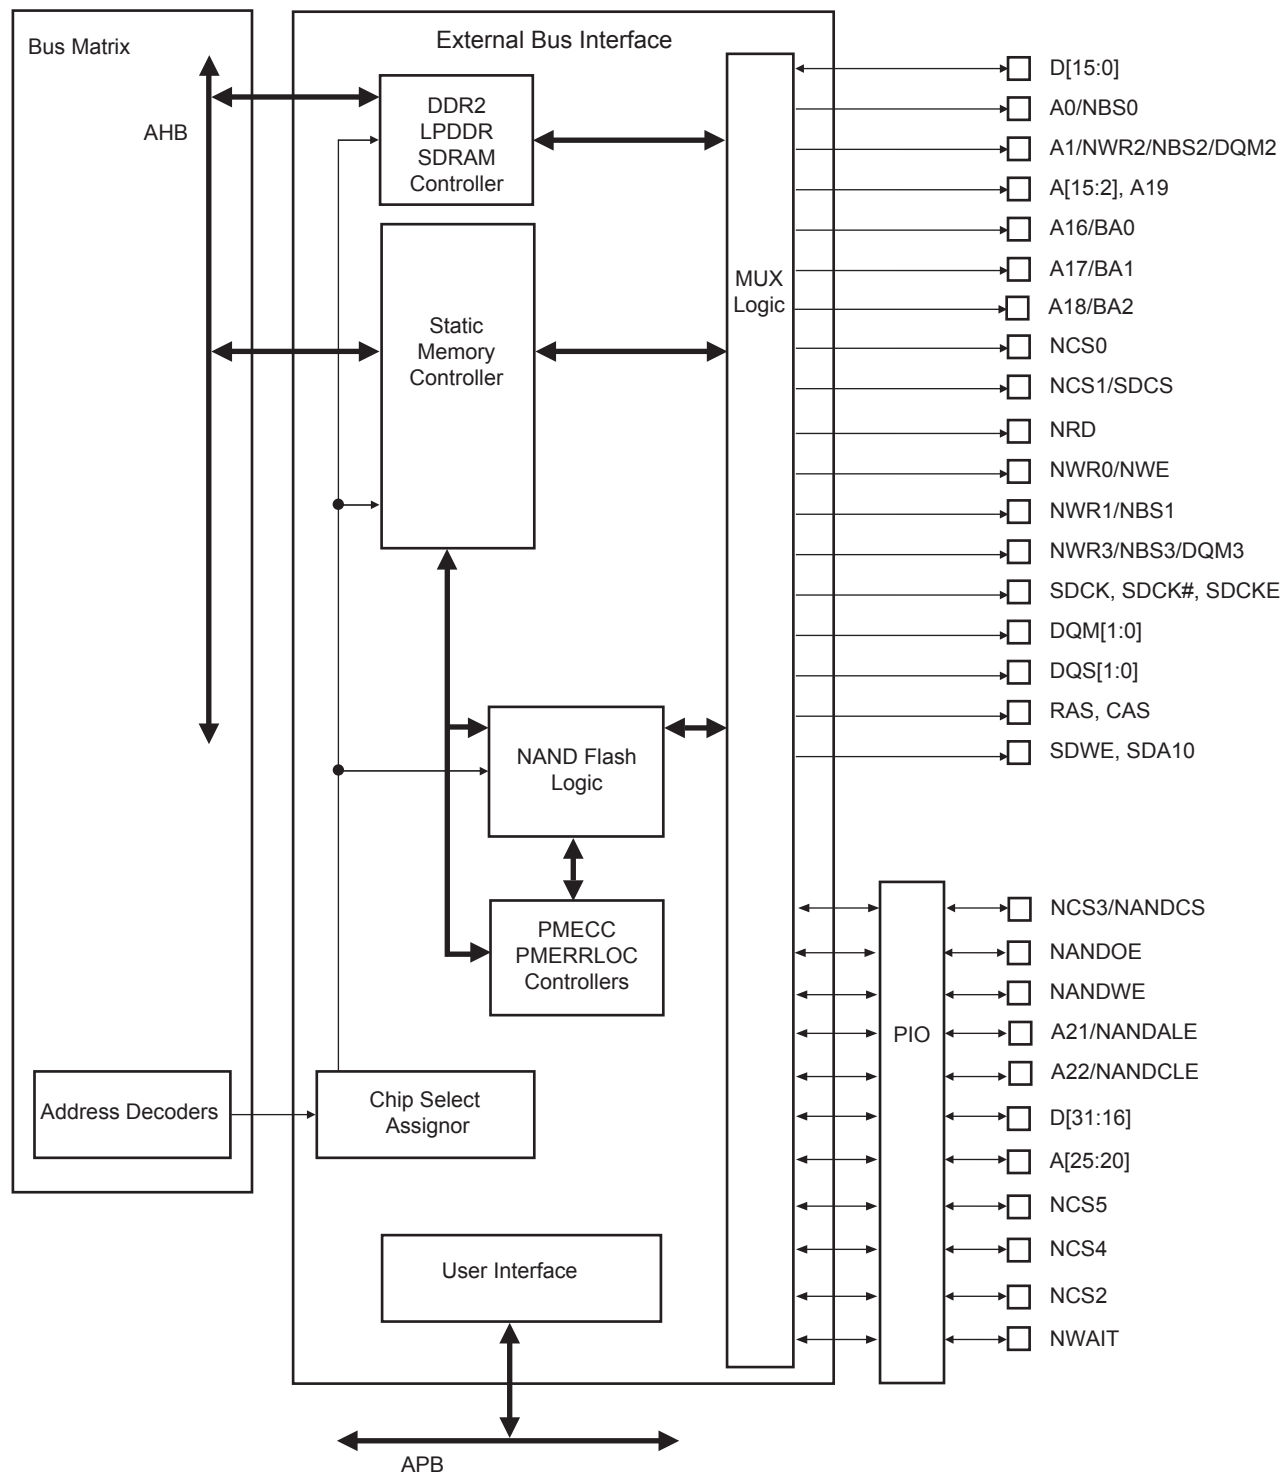 Bus Matrix
AHB
Address Decoders
External Bus Interface
DDR2
LPDDR
SDRAM
Controller
Static
Memory
Controller
NAND Flash
Logic
PMECC
PMERRLOC
Controllers
Chip Select
Assignor
User Interface
APB
MUX
Logic
PIO
D[15:0]
A0/NBS0
A1/NWR2/NBS2/DQM2
A[15:2], A19
A16/BA0
A17/BA1
A18/BA2
NCS0
NCS1/SDCS
NRD
NWR0/NWE
NWR1/NBS1
NWR3/NBS3/DQM3
SDCK, SDCK#, SDCKE
DQM[1:0]
DQS[1:0]
RAS, CAS
SDWE, SDA10
NCS3/NANDCS
NANDOE
NANDWE
A21/NANDALE
A22/NANDCLE
D[31:16]
A[25:20]
NCS5
NCS4
NCS2
NWAIT